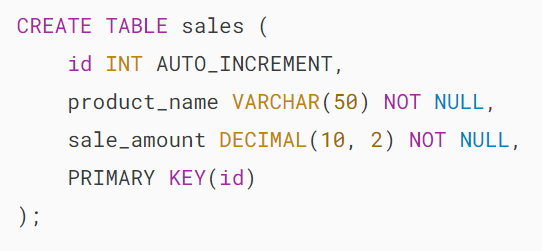 CREATE TABLE sales (
    id INT AUTO_INCREMENT,
    product_name VARCHAR(50) NOT NULL,
    sale_amount DECIMAL(10, 2) NOT NULL,
    PRIMARY KEY(id)
);